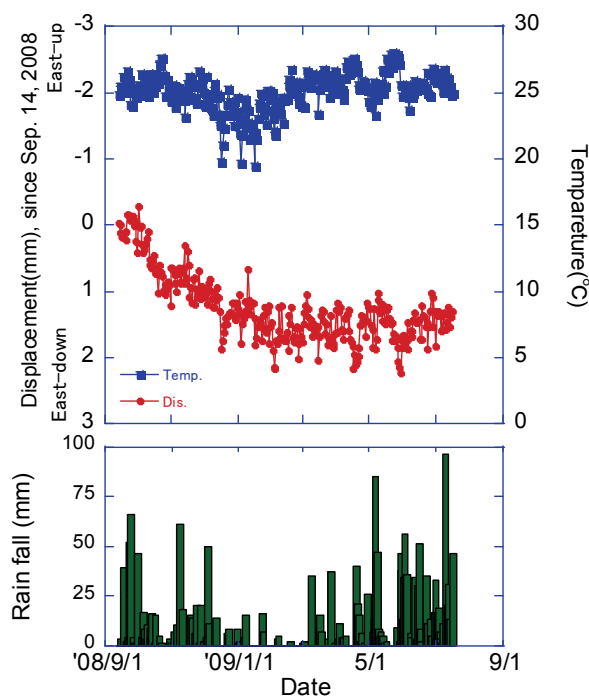 Displacement(mm), since Sep. 14, 2008
East-up
East-down
-3
-2
-1
0
1
2
3
Temp.
Dis.
30
25
20
15
10
5
0
Tempareture(°C)
Rain fall (mm)
100
75
50
25
0
'08/9/1 '09/1/1 5/1 9/1
Date